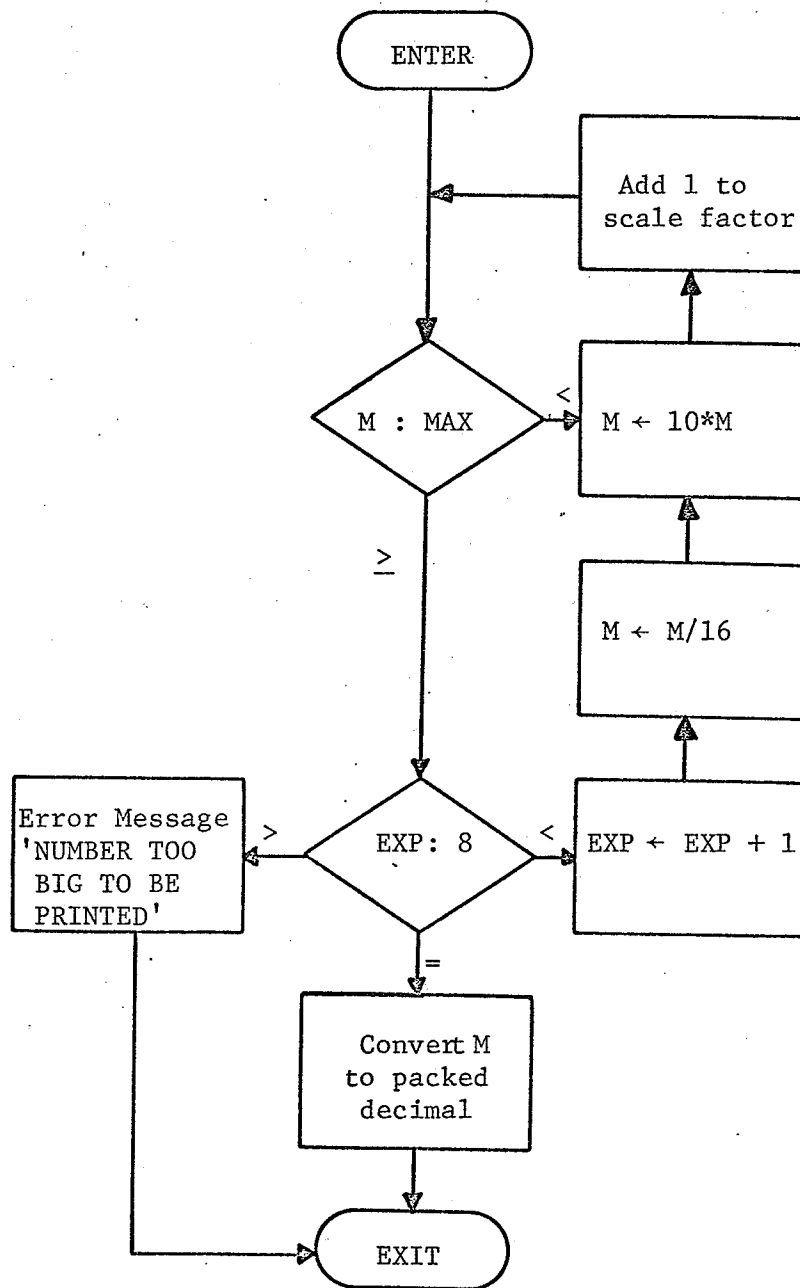 ENTER
Add 1 to
scale factor
M : MAX
<
M ← 10*M
≥
M ← M/16
Error Message
'NUMBER TOO
BIG TO BE
PRINTED'
>
EXP: 8
<
EXP ← EXP + 1
=
Convert M
to packed
decimal
EXIT